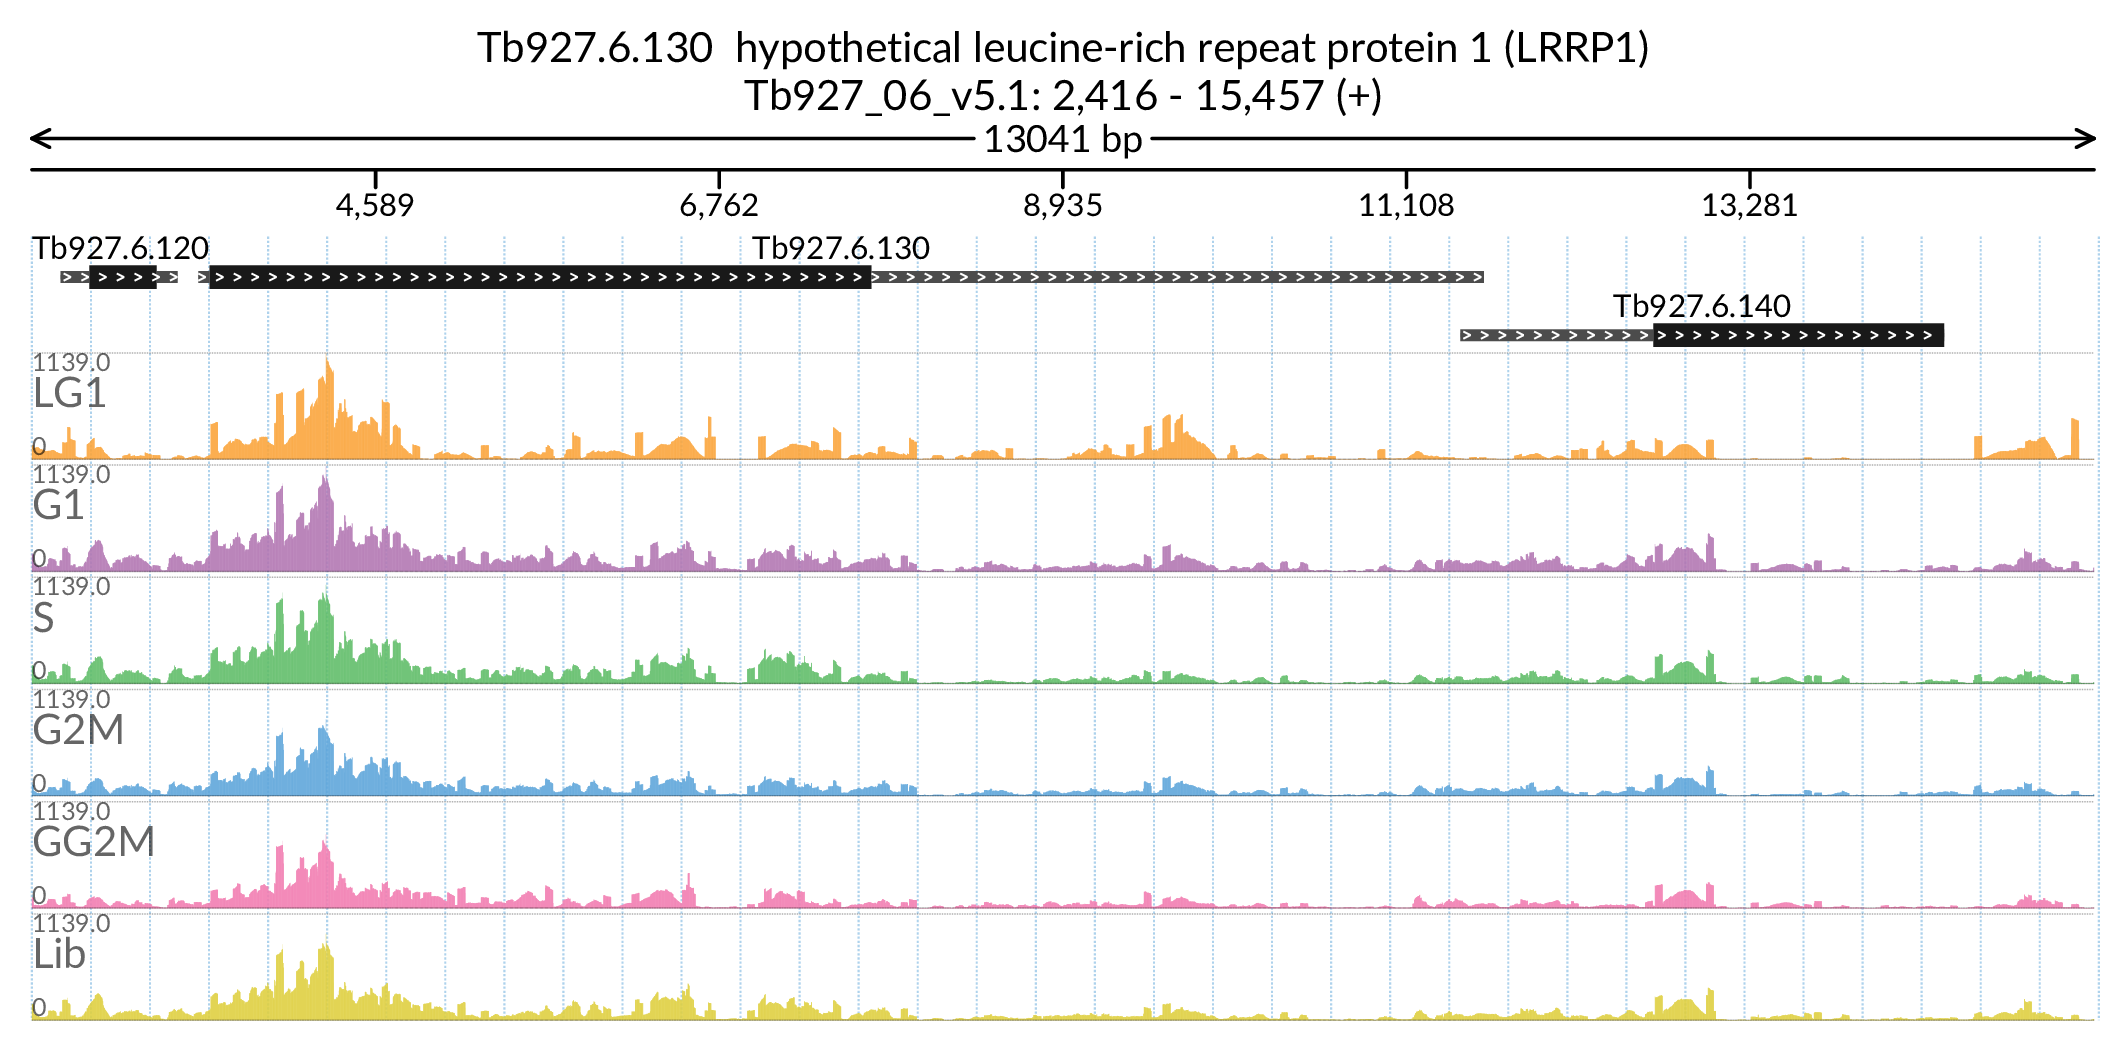 Tb927.6.130  hypothetical leucine-rich repeat protein 1 (LRRP1)
Tb927_06_v5.1: 2,416 - 15,457 (+)
13041 bp
4,589 6,762 8,935 11,108 13,281
Tb927.6.120 Tb927.6.130
Tb927.6.140
1139.0
LG1
0
1139.0
G1
0
1139.0
S
0
1139.0
G2M
0
1139.0
GG2M
0
1139.0
Lib
0